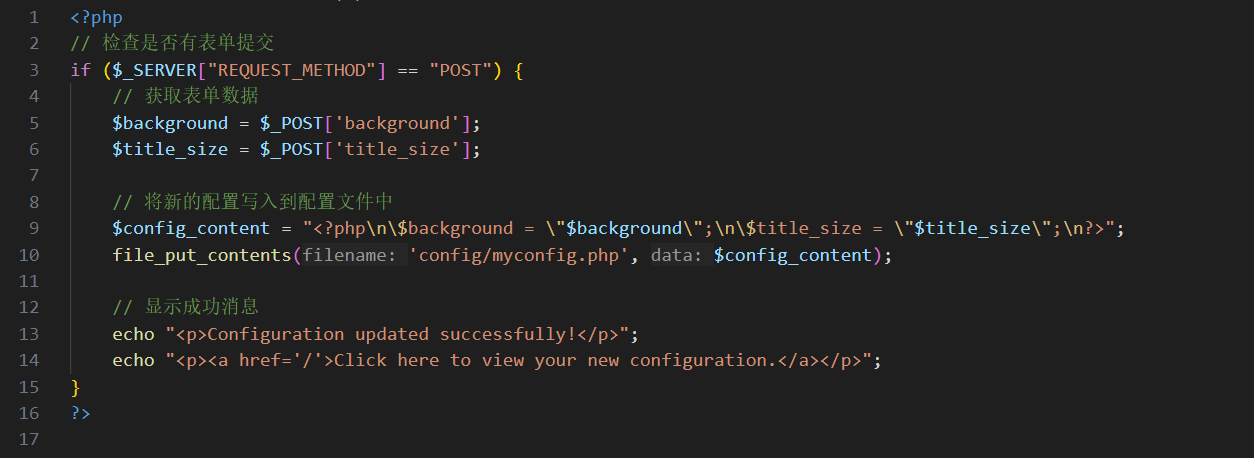 1 <?php
2 // 检查是否有表单提交
3 if ($_SERVER["REQUEST_METHOD"] == "POST") {
4     // 获取表单数据
5     $background = $_POST['background'];
6     $title_size = $_POST['title_size'];
7
8     // 将新的配置写入到配置文件中
9     $config_content = "<?php\n\$background = \"$background\";\n\$title_size = \"$title_size\";\n?>";
10     file_put_contents(filename: 'config/myconfig.php', data: $config_content);
11
12     // 显示成功消息
13     echo "<p>Configuration updated successfully!</p>";
14     echo "<p><a href='/'>Click here to view your new configuration.</a></p>";
15 }
16 ?>
17